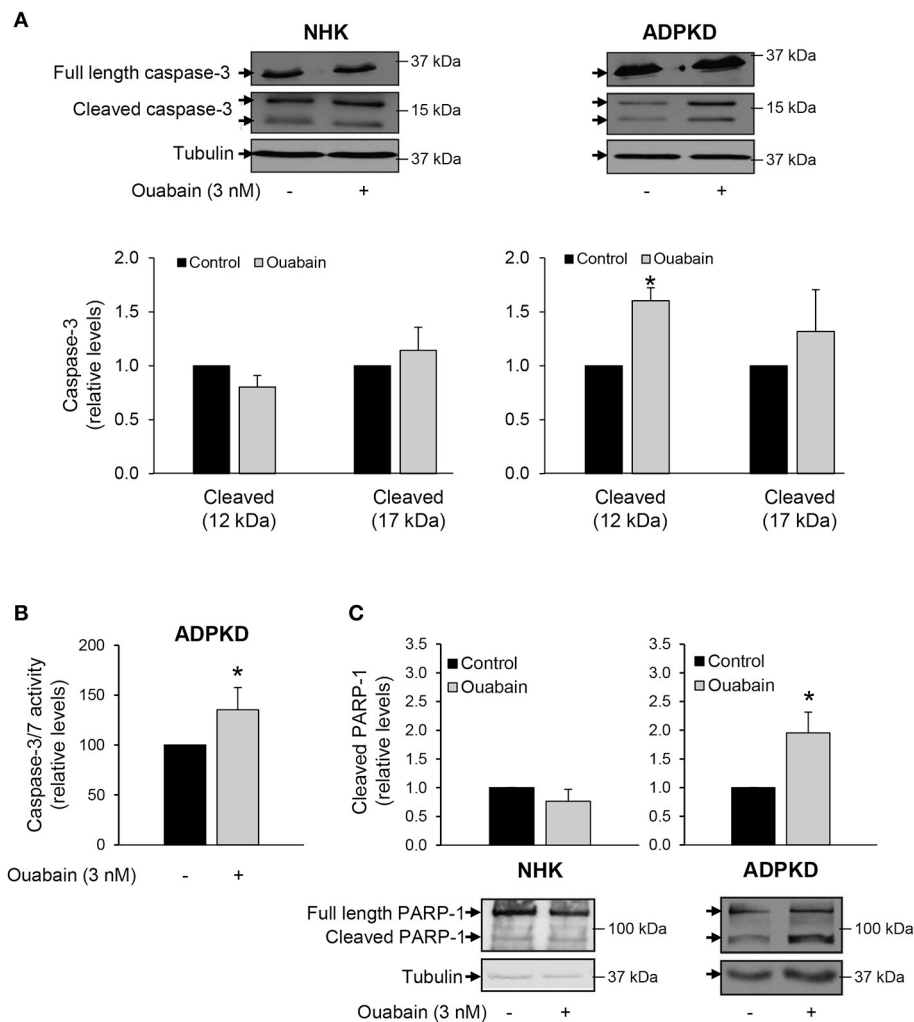 A
NHK
ADPKD
Full length caspase-3
37 kDa
37 kDa
Cleaved caspase-3
15 kDa
15 kDa
Tubulin
37 kDa
37 kDa
Ouabain (3 nM) - +
- +
Caspase-3
(relative levels)
2.0
1.5
1.0
0.5
0.0
Control Ouabain
Cleaved
(12 kDa)
Cleaved
(17 kDa)
2.0
1.5
1.0
0.5
0.0
Control Ouabain
*
Cleaved
(12 kDa)
Cleaved
(17 kDa)
B
ADPKD
Caspase-3/7 activity
(relative levels)
200
150
100
50
0
*
Ouabain (3 nM) - +
C
Cleaved PARP-1
(relative levels)
3.5
3.0
2.5
2.0
1.5
1.0
0.5
0.0
Control
Ouabain
3.5
3.0
2.5
2.0
1.5
1.0
0.5
0.0
Control
Ouabain
*
NHK
ADPKD
Full length PARP-1
100 kDa
100 kDa
Cleaved PARP-1
Tubulin
37 kDa
37 kDa
Ouabain (3 nM) - +
- +